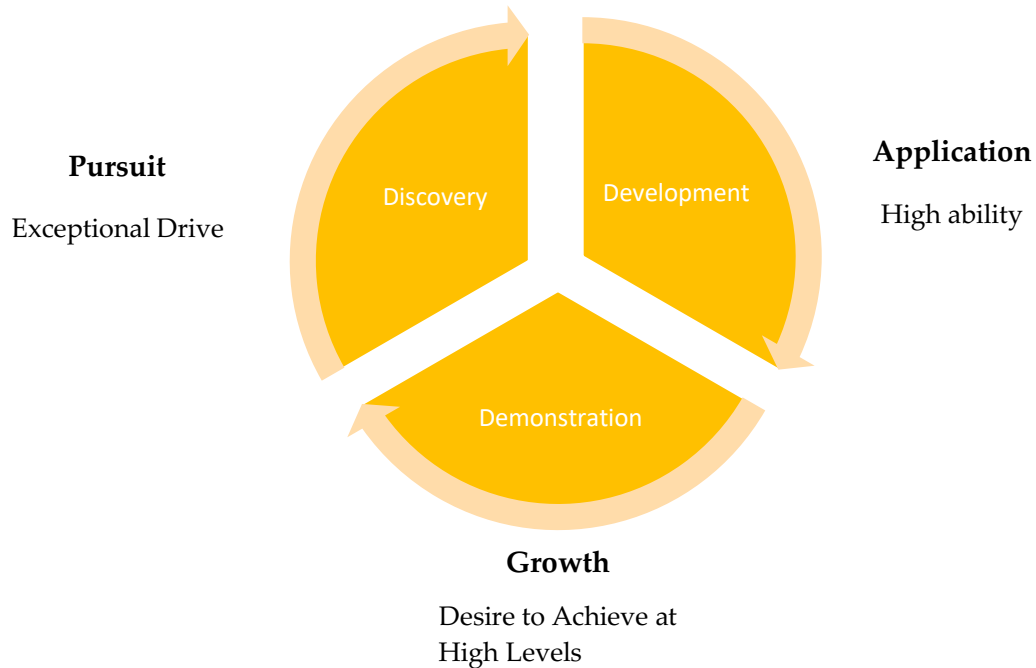 Pursuit
Exceptional Drive
Discovery
Development
Application
High ability
Demonstration
Growth
Desire to Achieve at
High Levels